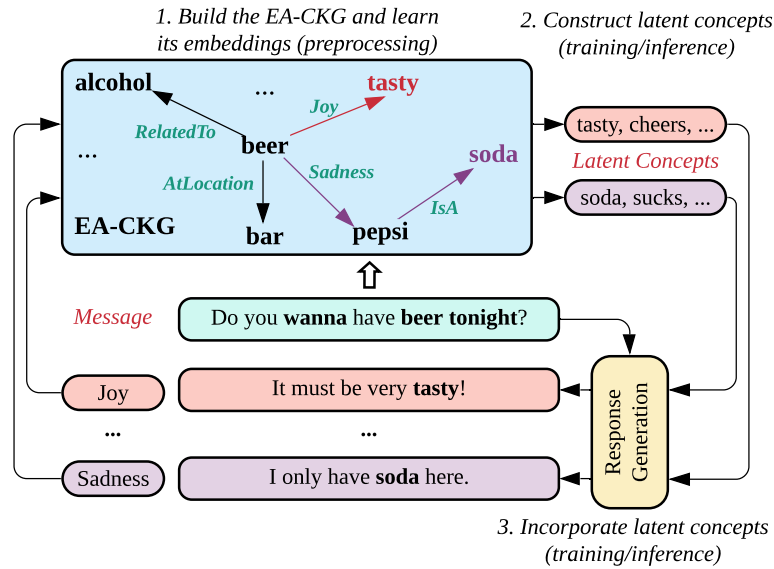 1. Build the EA-CKG and learn
its embeddings (preprocessing)
2. Construct latent concepts
(training/inference)
alcohol
...
tasty
Joy
RelatedTo
beer
...
soda
Sadness
AtLocation
IsA
EA-CKG
bar
pepsi
tasty, cheers, ...
Latent Concepts
soda, sucks, ...
Message
Do you wanna have beer tonight?
Joy
It must be very tasty!
...
...
Sadness
I only have soda here.
Response
Generation
3. Incorporate latent concepts
(training/inference)